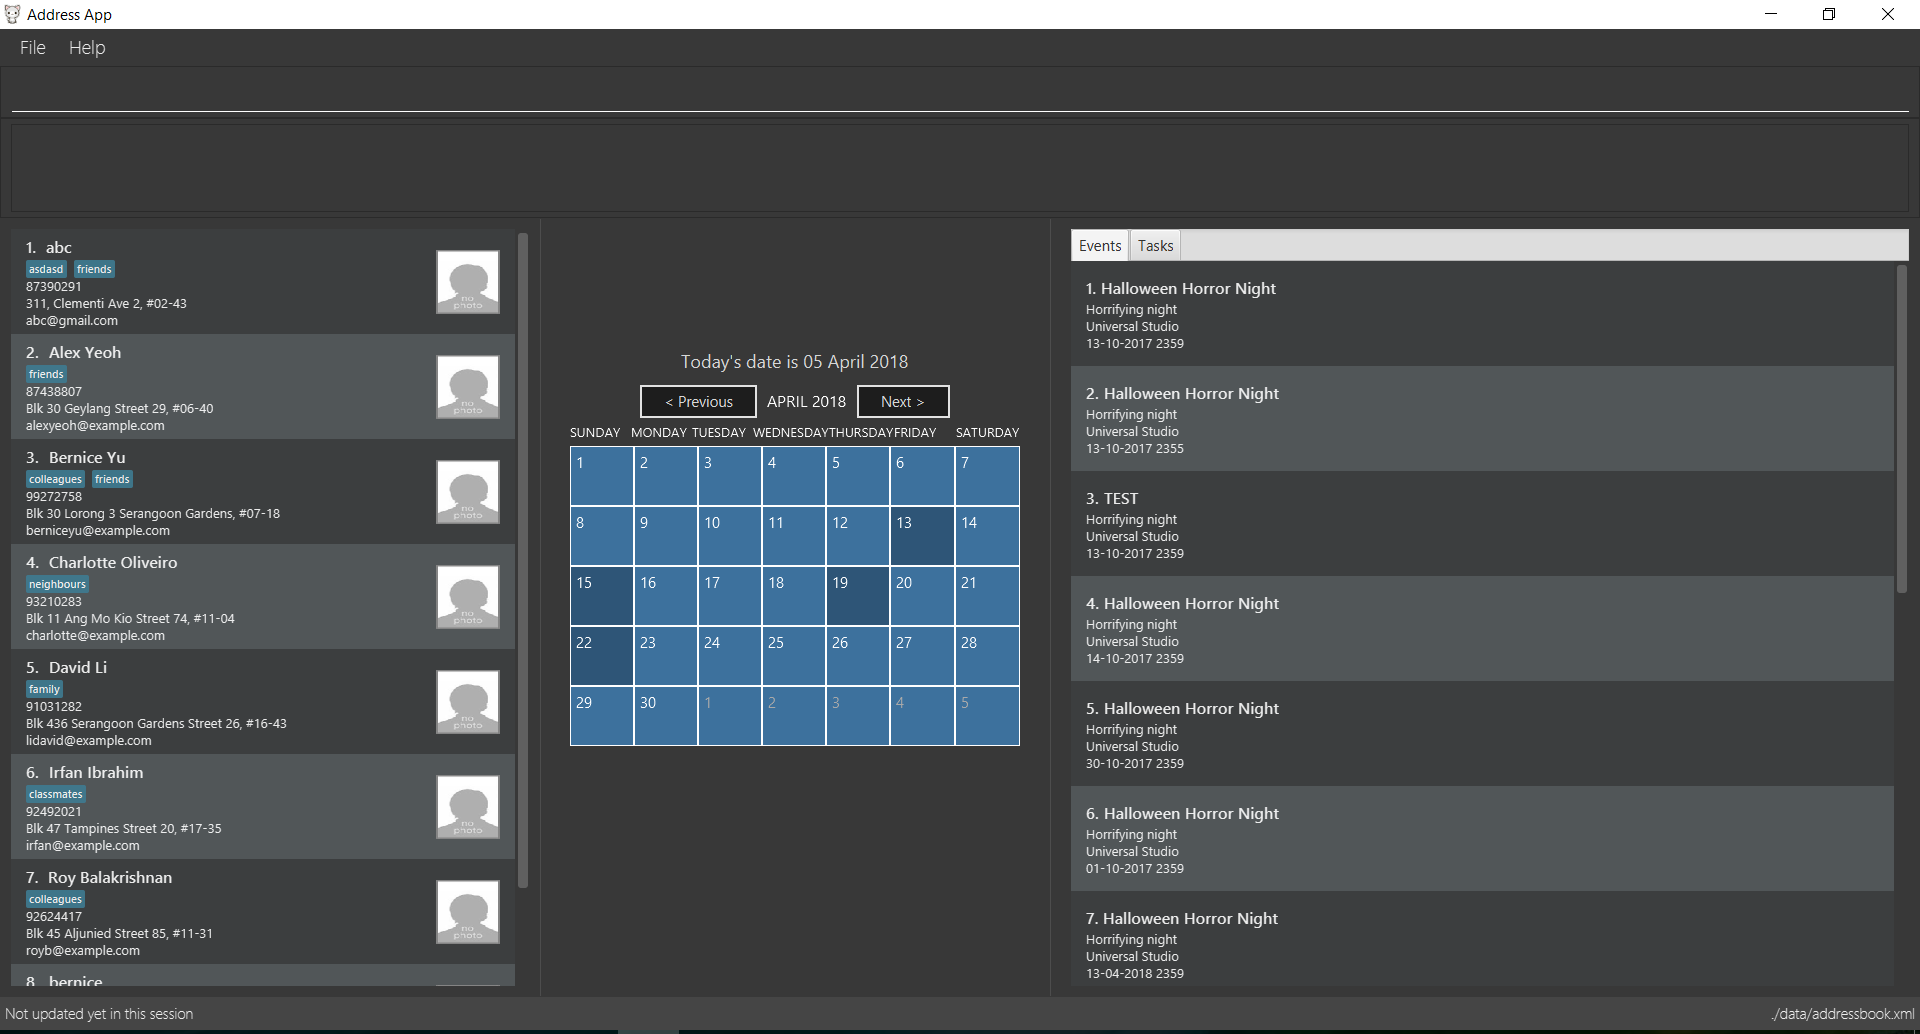 Address App
File Help
1. abc
asdasd friends
87390291
311, Clementi Ave 2, #02-43
abc@gmail.com
no photo
2. Alex Yeoh
friends
87438807
Blk 30 Geylang Street 29, #06-40
alexyeoh@example.com
no photo
3. Bernice Yu
colleagues friends
99272758
Blk 30 Lorong 3 Serangoon Gardens, #07-18
berniceyu@example.com
no photo
4. Charlotte Oliveiro
neighbours
93210283
Blk 11 Ang Mo Kio Street 74, #11-04
charlotte@example.com
no photo
5. David Li
family
91031282
Blk 436 Serangoon Gardens Street 26, #16-43
lidavid@example.com
no photo
6. Irfan Ibrahim
classmates
92492021
Blk 47 Tampines Street 20, #17-35
irfan@example.com
no photo
7. Roy Balakrishnan
colleagues
92624417
Blk 45 Aljunied Street 85, #11-31
royb@example.com
no photo
8. bernice
Today's date is 05 April 2018
< Previous APRIL 2018 Next >
SUNDAY MONDAY TUESDAY WEDNESDAY THURSDAY FRIDAY SATURDAY
1 2 3 4 5 6 7
8 9 10 11 12 13 14
15 16 17 18 19 20 21
22 23 24 25 26 27 28
29 30 1 2 3 4 5
Events Tasks
1. Halloween Horror Night
Horrifying night
Universal Studio
13-10-2017 2359
2. Halloween Horror Night
Horrifying night
Universal Studio
13-10-2017 2355
3. TEST
Horrifying night
Universal Studio
13-10-2017 2359
4. Halloween Horror Night
Horrifying night
Universal Studio
14-10-2017 2359
5. Halloween Horror Night
Horrifying night
Universal Studio
30-10-2017 2359
6. Halloween Horror Night
Horrifying night
Universal Studio
01-10-2017 2359
7. Halloween Horror Night
Horrifying night
Universal Studio
13-04-2018 2359
Not updated yet in this session
./data/addressbook.xml